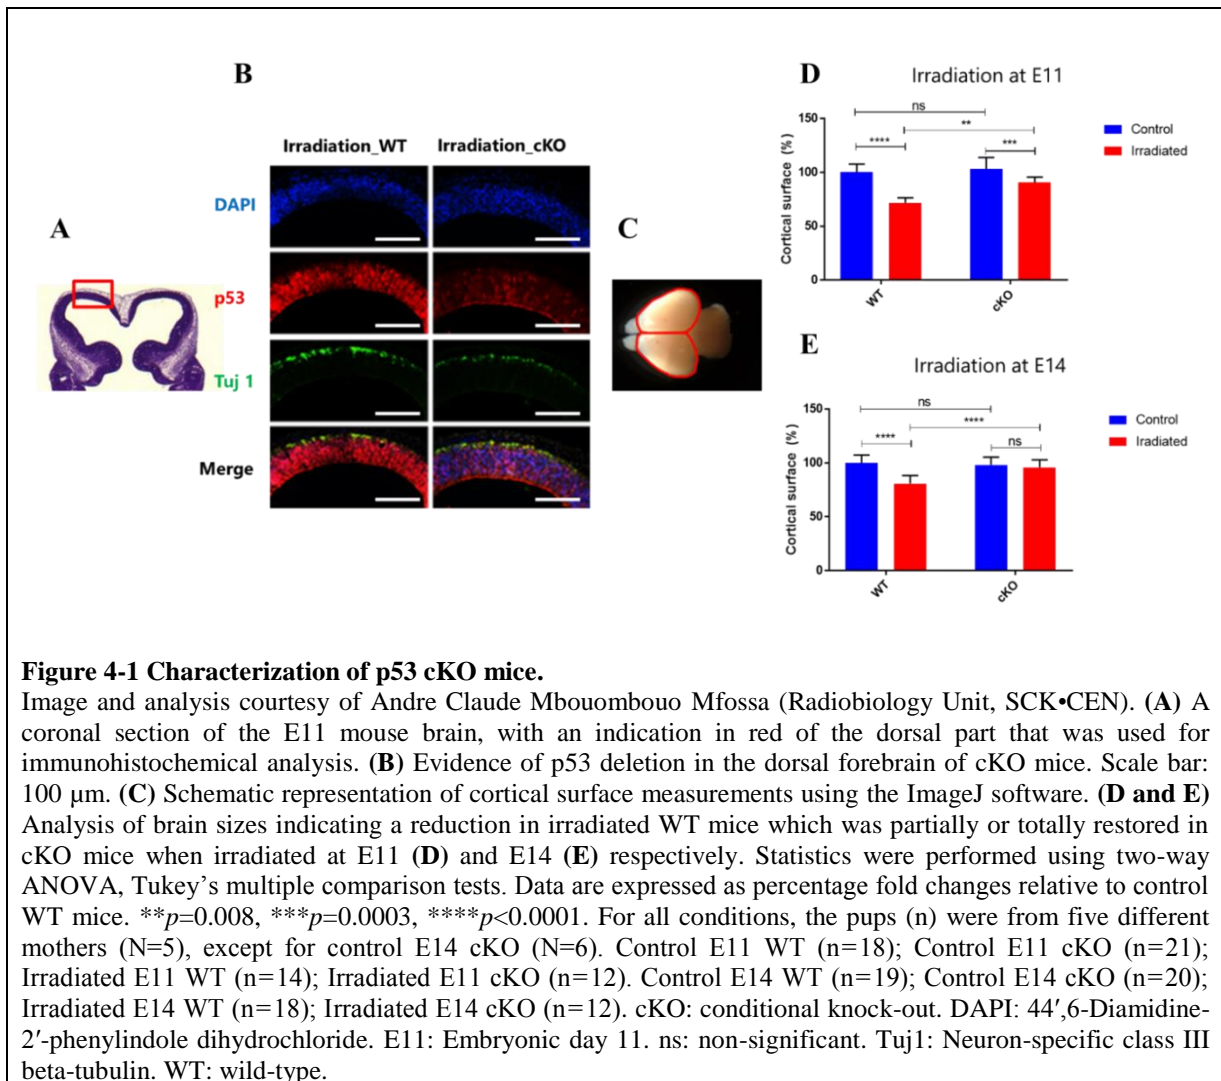 B
Irradiation_WT
Irradiation_cKO
DAPI
p53
Tuj 1
Merge
A
C
D
Irradiation at E11
ns
**
****
***
Control
Irradiated
Cortical surface (%)
150
100
50
0
WT
cKO
E
Irradiation at E14
ns
****
****
ns
Control
Irradiated
Cortical surface (%)
150
100
50
0
WT
cKO
Figure 4-1 Characterization of p53 cKO mice.
Image and analysis courtesy of Andre Claude Mbouombouo Mfossa (Radiobiology Unit, SCK•CEN). (A) A
coronal section of the E11 mouse brain, with an indication in red of the dorsal part that was used for
immunohistochemical analysis. (B) Evidence of p53 deletion in the dorsal forebrain of cKO mice. Scale bar:
100 µm. (C) Schematic representation of cortical surface measurements using the ImageJ software. (D and E)
Analysis of brain sizes indicating a reduction in irradiated WT mice which was partially or totally restored in
cKO mice when irradiated at E11 (D) and E14 (E) respectively. Statistics were performed using two-way
ANOVA, Tukey’s multiple comparison tests. Data are expressed as percentage fold changes relative to control
WT mice. **p=0.008, ***p=0.0003, ****p<0.0001. For all conditions, the pups (n) were from five different
mothers (N=5), except for control E14 cKO (N=6). Control E11 WT (n=18); Control E11 cKO (n=21);
Irradiated E11 WT (n=14); Irradiated E11 cKO (n=12). Control E14 WT (n=19); Control E14 cKO (n=20);
Irradiated E14 WT (n=18); Irradiated E14 cKO (n=12). cKO: conditional knock-out. DAPI: 44′,6-Diamidine-
2′-phenylindole dihydrochloride. E11: Embryonic day 11. ns: non-significant. Tuj1: Neuron-specific class III
beta-tubulin. WT: wild-type.